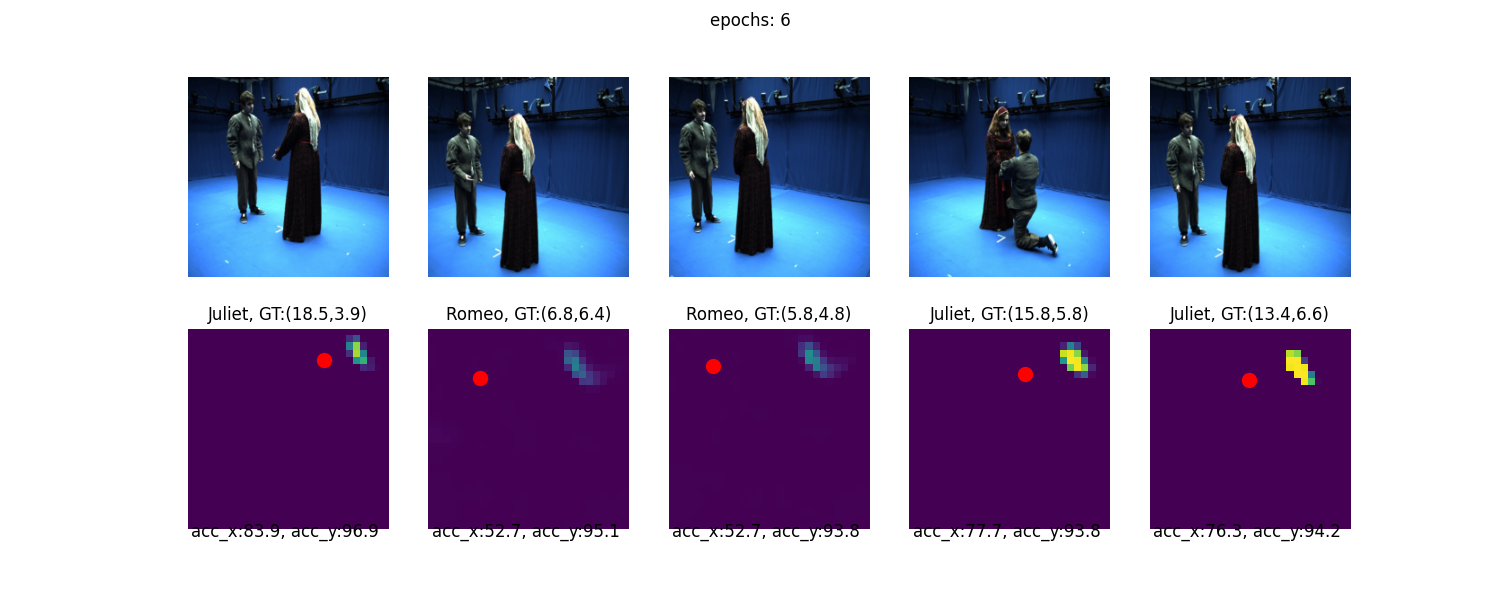 epochs: 6
Juliet, GT:(18.5,3.9)
Romeo, GT:(6.8,6.4)
Romeo, GT:(5.8,4.8)
Juliet, GT:(15.8,5.8)
Juliet, GT:(13.4,6.6)
acc_x:83.9, acc_y:96.9
acc_x:52.7, acc_y:95.1
acc_x:52.7, acc_y:93.8
acc_x:77.7, acc_y:93.8
acc_x:76.3, acc_y:94.2